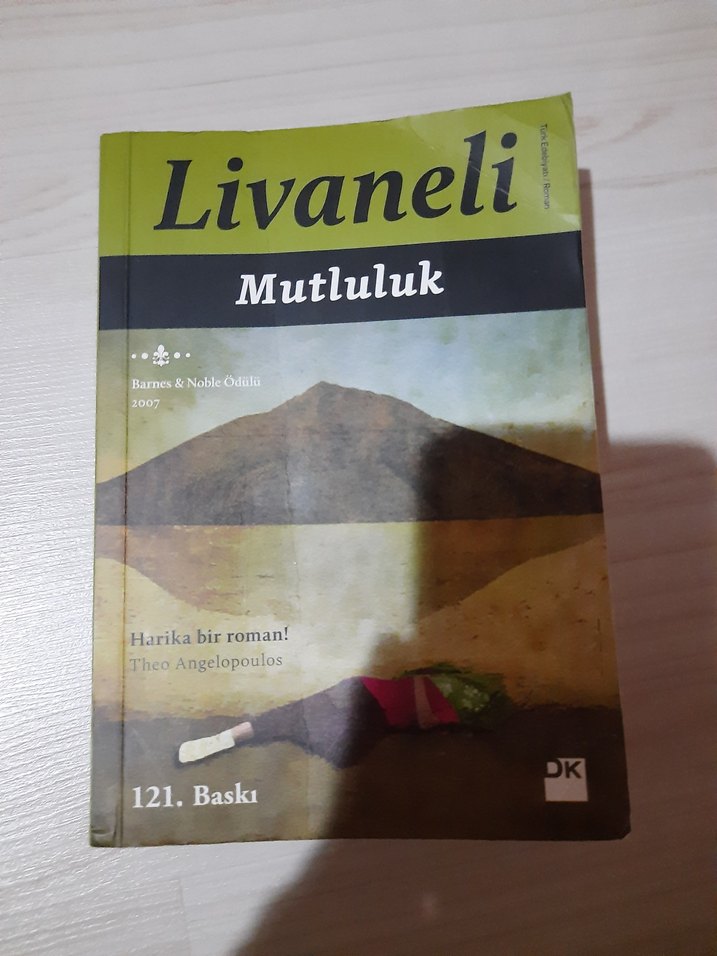 Livaneli
Türk Edebiyatı / Roman
Mutluluk
Barnes & Noble Ödülü
2007
Harika bir roman!
Theo Angelopoulos
121. Baskı
DK